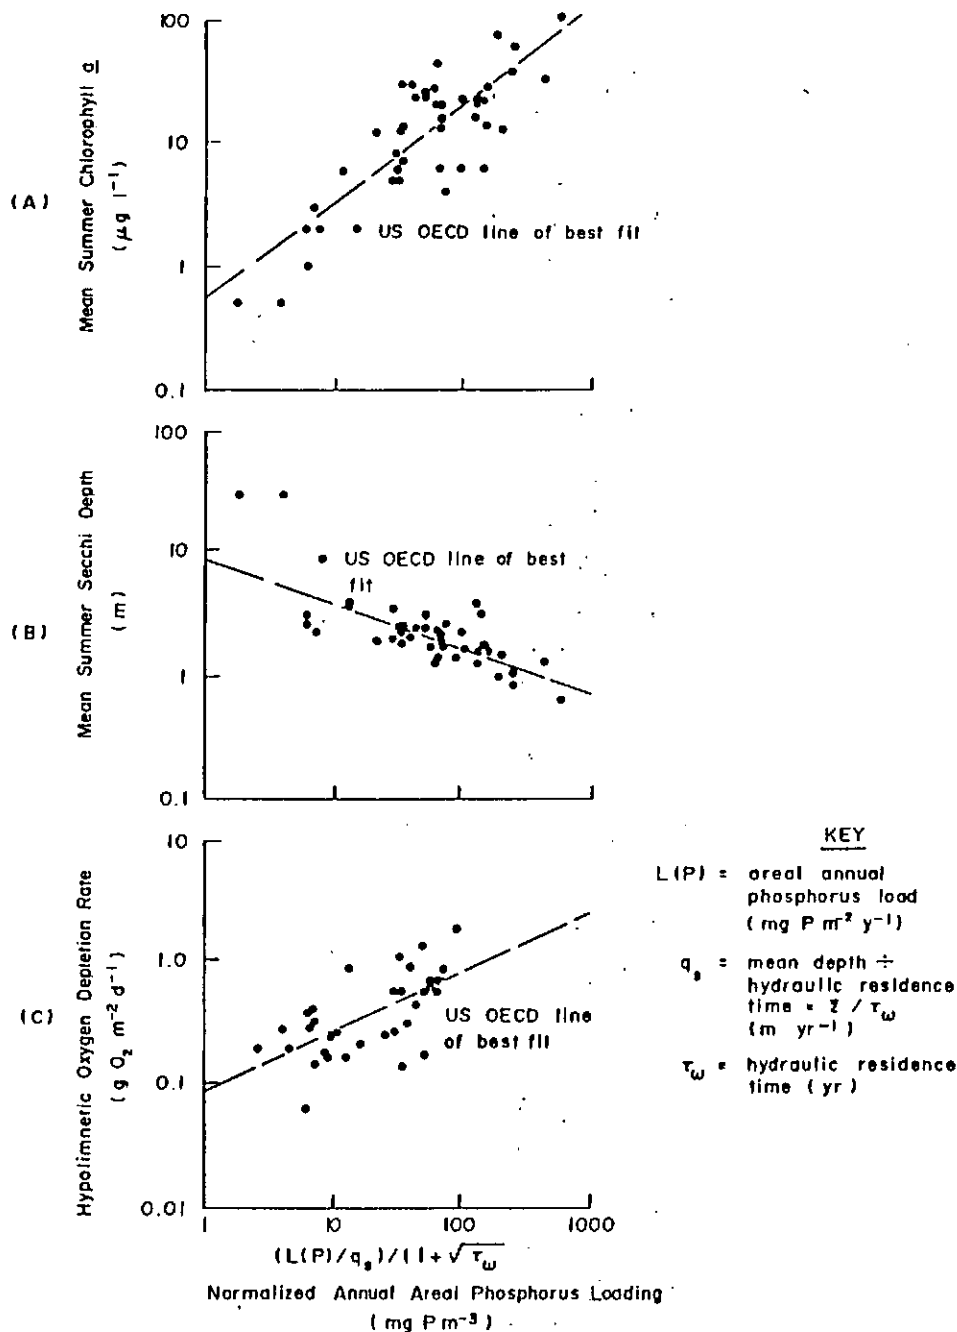 100
10
1
0.1
(A)
Mean Summer Chlorophyll a
(μg l⁻¹)
US OECD line of best fit
100
10
1
0.1
(B)
Mean Summer Secchi Depth
(m)
US OECD line of best
fit
10
1.0
0.1
0.01
(C)
Hypolimneric Oxygen Depletion Rate
(g O₂ m⁻² d⁻¹)
US OECD line
of best fit
1 10 100 1000
(L(P)/qₛ)/(1+√τω
Normalized Annual Areal Phosphorus Loading
(mg P m⁻³)
KEY
L(P) = areal annual
phosphorus load
(mg P m⁻² y⁻¹)
qₛ = mean depth ÷
hydraulic residence
time = z̄ / τω
(m yr⁻¹)
τω = hydraulic residence
time (yr)